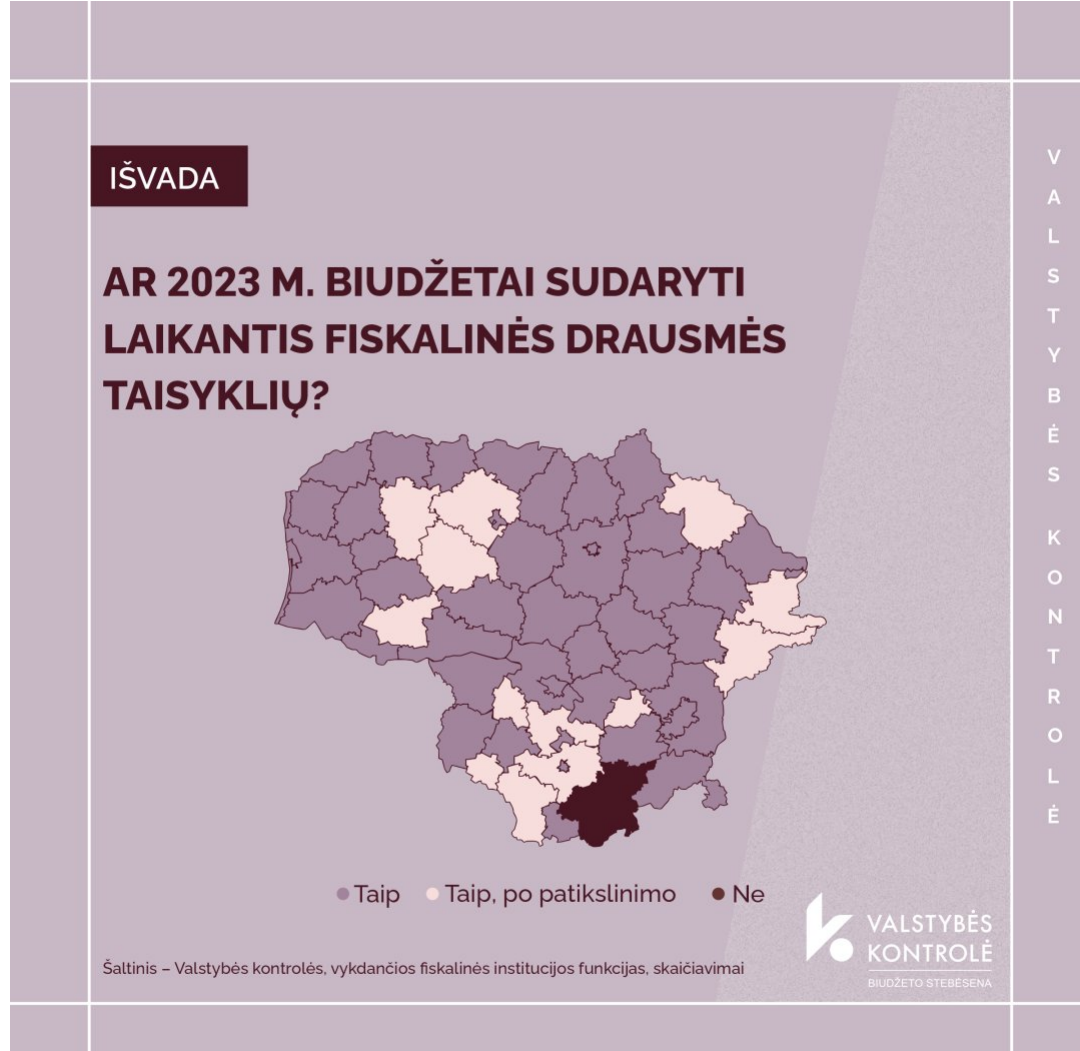 IŠVADA
AR 2023 M. BIUDŽETAI SUDARYTI
LAIKANTIS FISKALINĖS DRAUSMĖS
TAISYKLIŲ?
Taip
Taip, po patikslinimo
Ne
Šaltinis – Valstybės kontrolės, vykdančios fiskalinės institucijos funkcijas, skaičiavimai
VALSTYBĖS
KONTROLĖ
BIUDŽETO STEBĖSENA
VALSTYBĖS KONTROLĖ